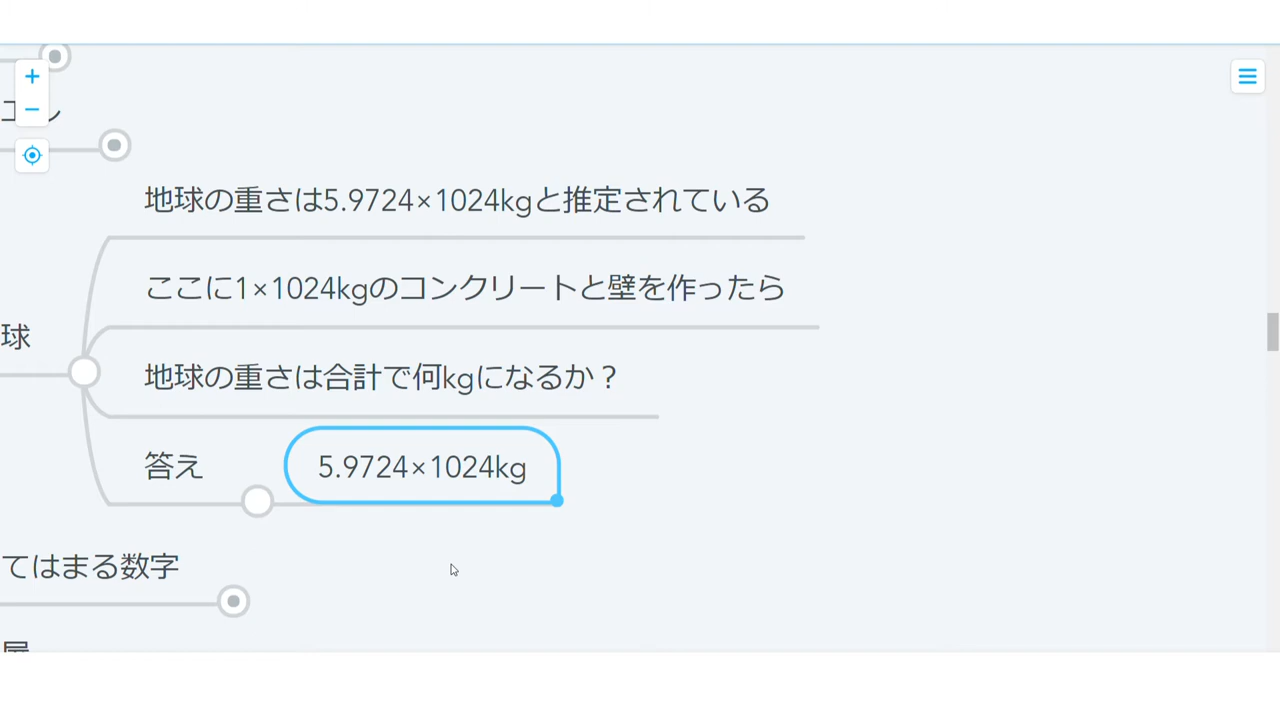 地球の重さは5.9724×1024kgと推定されている
ここに1×1024kgのコンクリートと壁を作ったら
球
地球の重さは合計で何kgになるか？
答え
5.9724×1024kg
てはまる数字